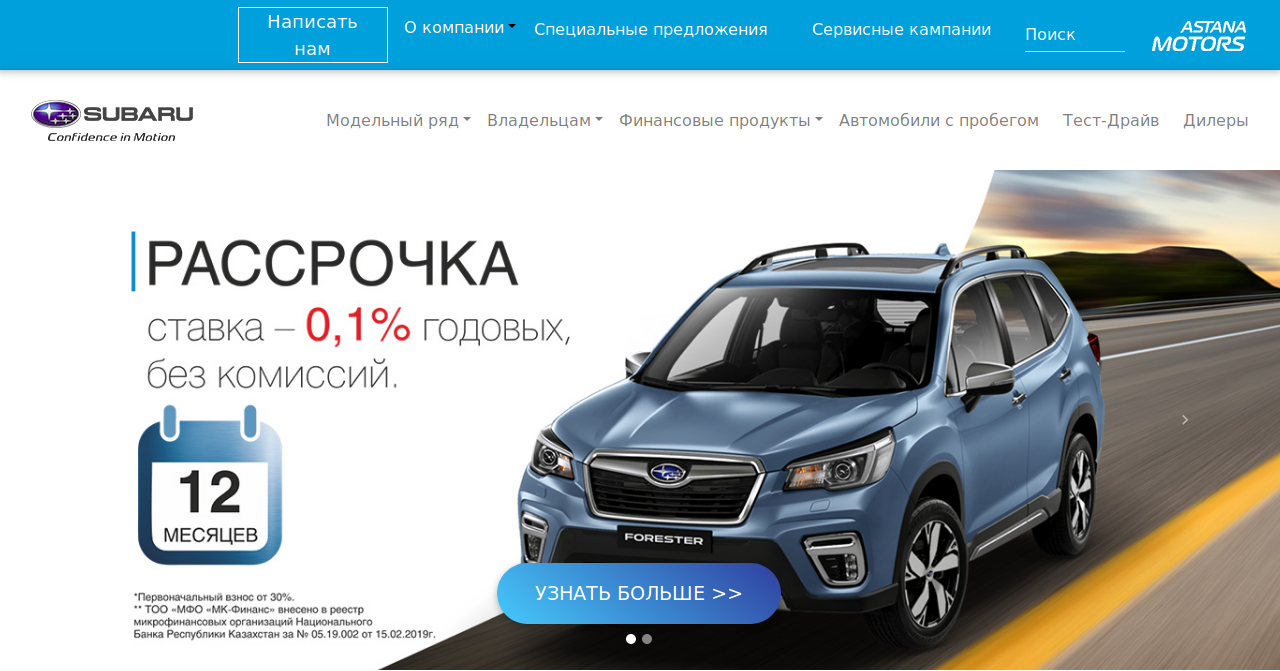 Написать
нам
О компании
Специальные предложения
Сервисные кампании
Поиск
ASTANA
MOTORS
SUBARU
Confidence in Motion
Модельный ряд
Владельцам
Финансовые продукты
Автомобили с пробегом
Тест-Драйв
Дилеры
РАССРОЧКА
ставка – 0,1% годовых,
без комиссий.
12
МЕСЯЦЕВ
FORESTER
УЗНАТЬ БОЛЬШЕ >>
*Первоначальный взнос от 30%.
** ТОО «МФО «МК-Финанс» внесено в реестр
микрофинансовых организаций Национального
Банка Республики Казахстан за № 05.19.002 от 15.02.2019г.